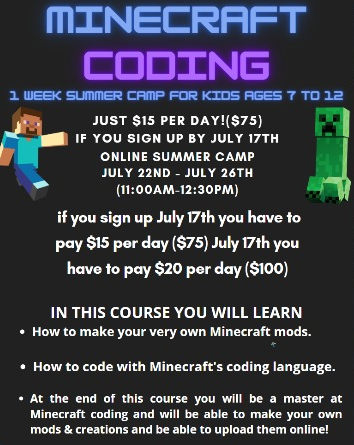 MINECRAFT
CODING
1 WEEK SUMMER CAMP FOR KIDS AGES 7 TO 12
JUST $15 PER DAY!($75)
IF YOU SIGN UP BY JULY 17TH
ONLINE SUMMER CAMP
JULY 22ND - JULY 26TH
(11:00AM-12:30PM)
if you sign up July 17th you have to
pay $15 per day ($75) July 17th you
have to pay $20 per day ($100)
IN THIS COURSE YOU WILL LEARN
• How to make your very own Minecraft mods.
• How to code with Minecraft's coding language.
• At the end of this course you will be a master at
Minecraft coding and will be able to make your own
mods & creations and be able to upload them online!